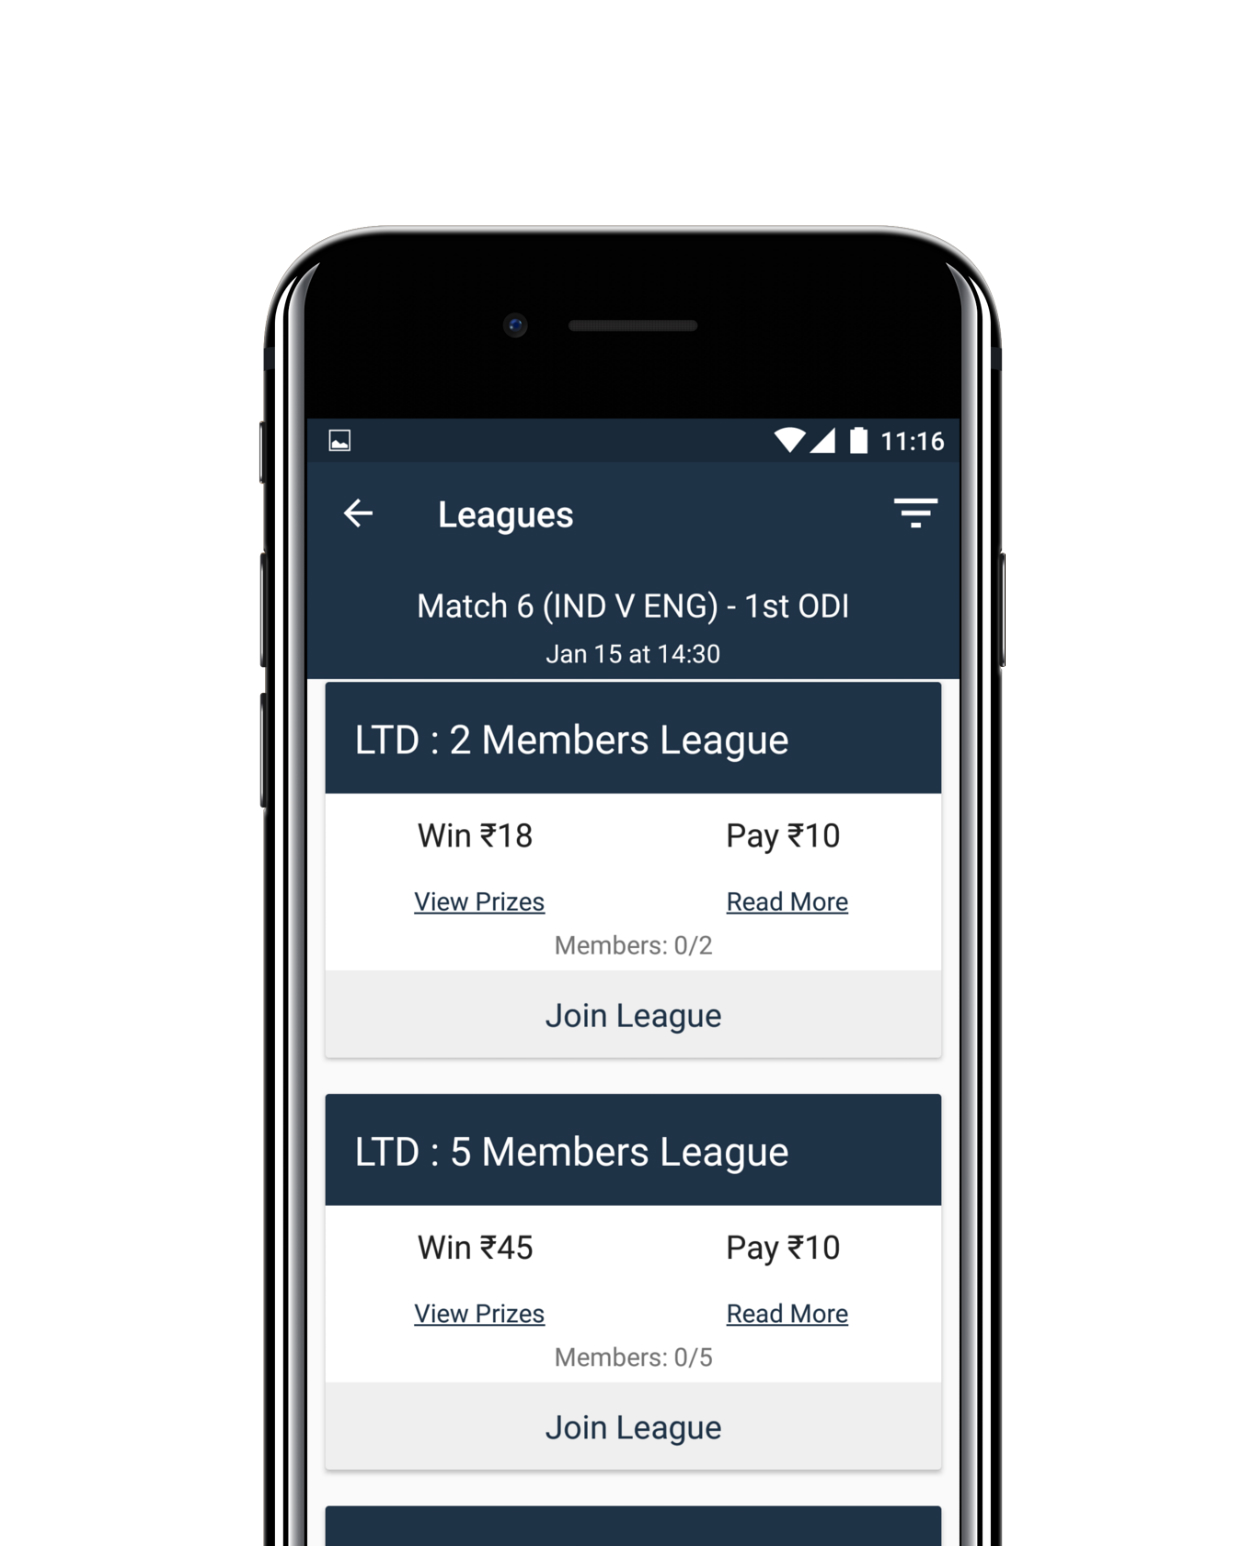 11:16
Leagues
Match 6 (IND V ENG) - 1st ODI
Jan 15 at 14:30
LTD : 2 Members League
Win ₹18 Pay ₹10
View Prizes Read More
Members: 0/2
Join League
LTD : 5 Members League
Win ₹45 Pay ₹10
View Prizes Read More
Members: 0/5
Join League